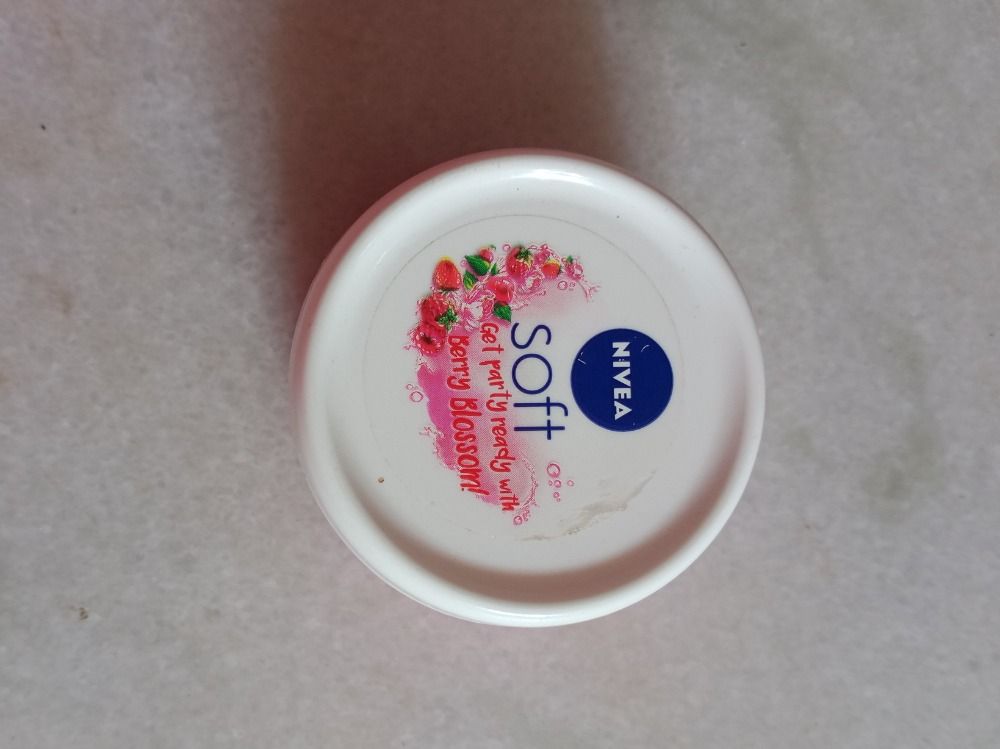 NIVEA
soft
Get party ready with
Berry Blossom!